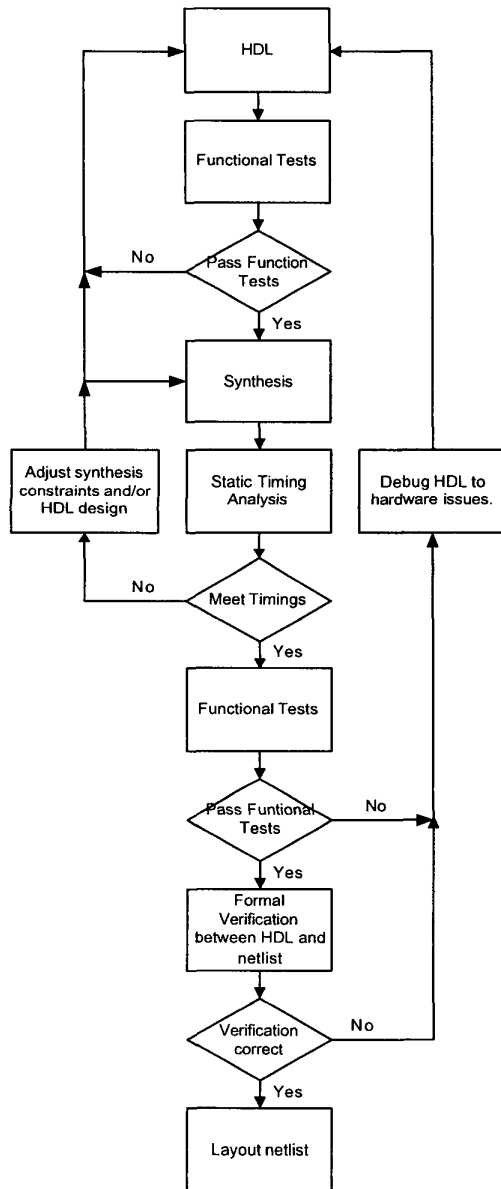 HDL
Functional Tests
No
Pass Function
Tests
Yes
Synthesis
Adjust synthesis
constraints and/or
HDL design
Static Timing
Analysis
Debug HDL to
hardware issues.
No
Meet Timings
Yes
Functional Tests
Pass Funtional
Tests
No
Yes
Formal
Verification
between HDL and
netlist
Verification
correct
No
Yes
Layout netlist